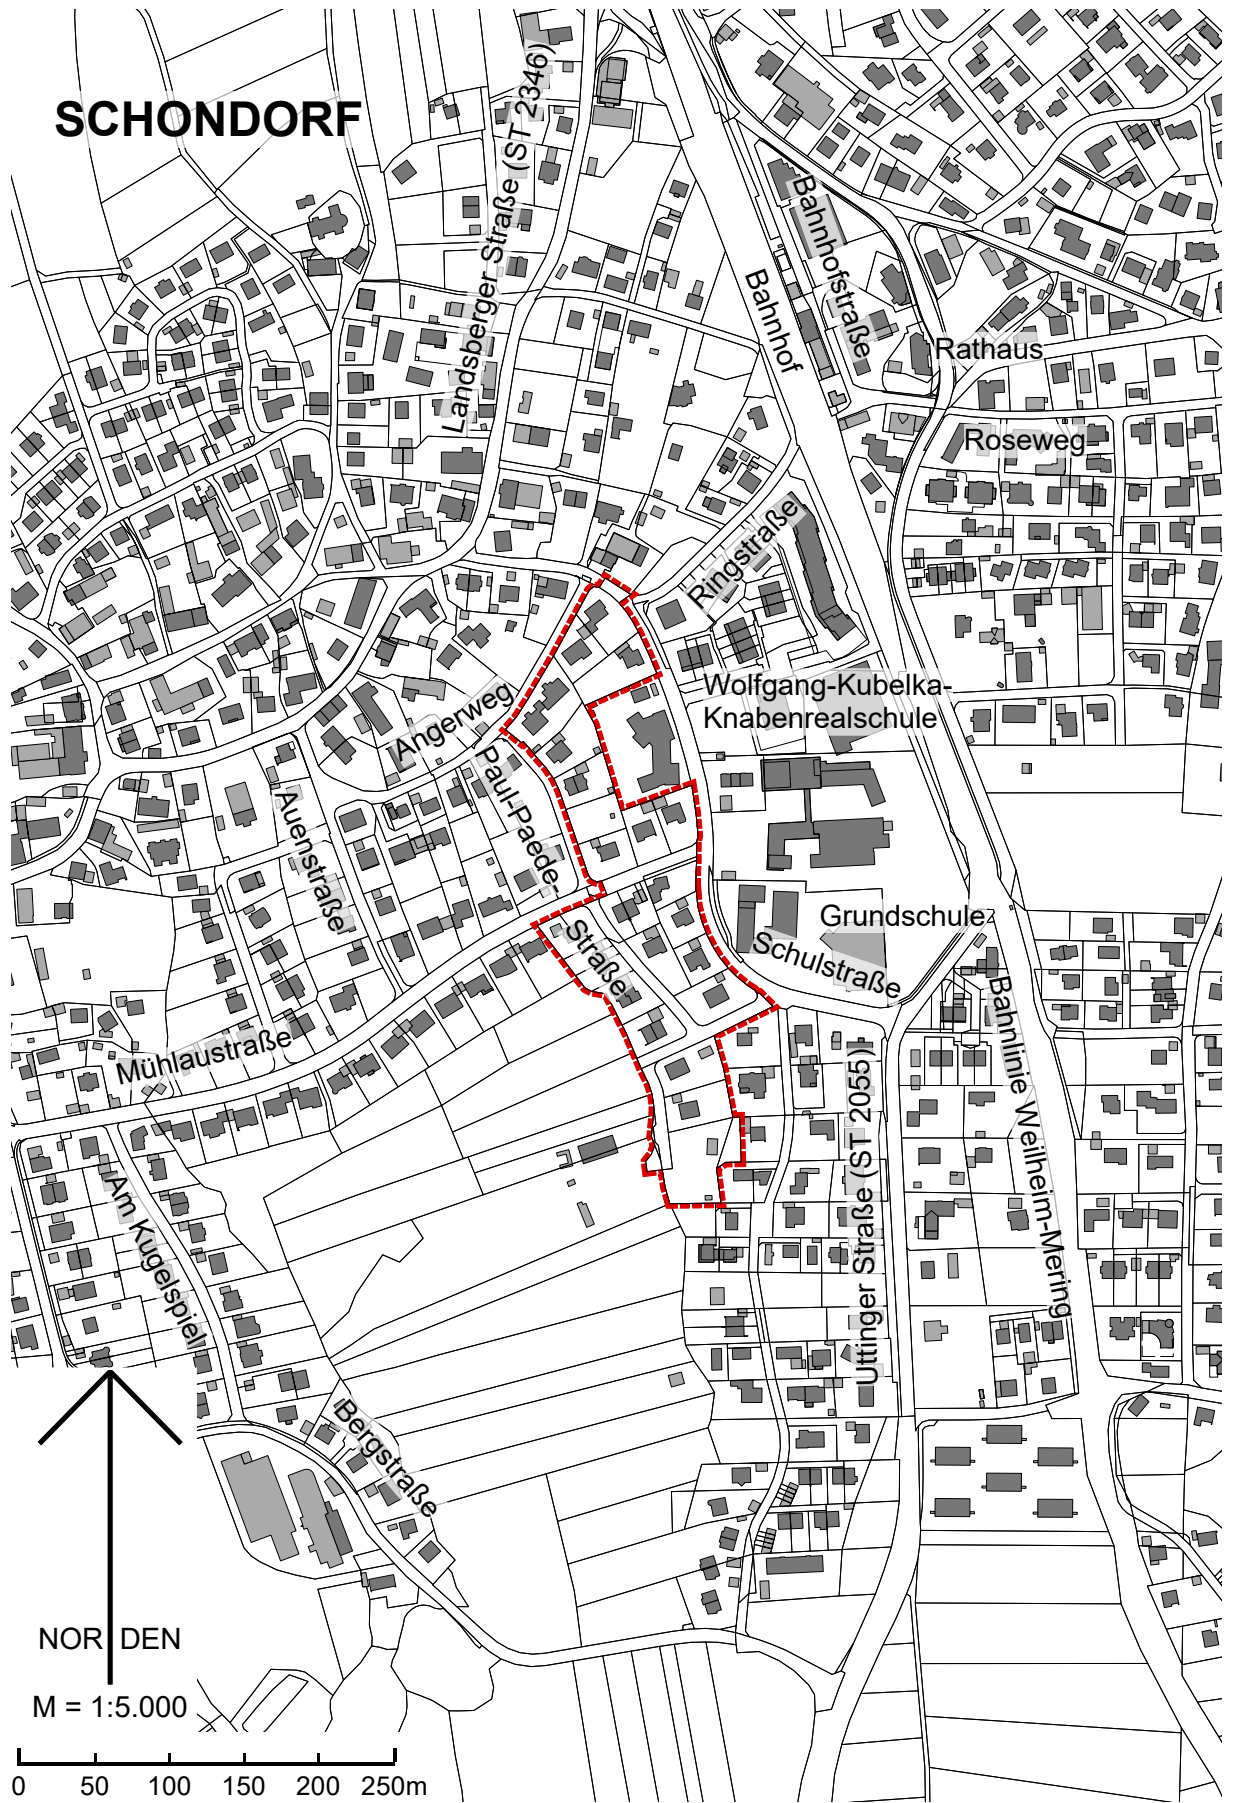 SCHONDORF
Landsberger Straße (ST 2346)
Bahnhofstraße
Bahnhof
Rathaus
Roseweg
Ringstraße
Wolfgang-Kubelka-
Knabenrealschule
Angerweg
Paul-Paede-
Straße
Auenstraße
Grundschule
Schulstraße
Mühlaustraße
Bahnlinie Weilheim-Mering
Uttinger Straße (ST 2055)
Am Kugelspiel
Bergstraße
NORDEN
M = 1:5.000
0 50 100 150 200 250m